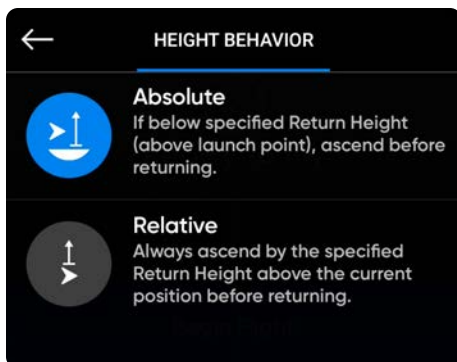 HEIGHT BEHAVIOR
Absolute
If below specified Return Height
(above launch point), ascend before
returning.
Relative
Always ascend by the specified
Return Height above the current
position before returning.